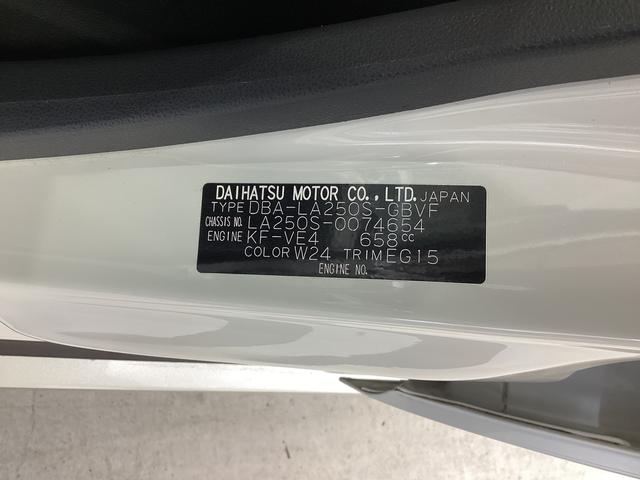 DAIHATSU MOTOR CO., LTD. JAPAN
TYPE DBA-LA250S-GBVF
CHASSIS NO. LA250S-0074654
ENGINE KF-VE4 658cc
COLOR W24 TRIM EG15
ENGINE NO.